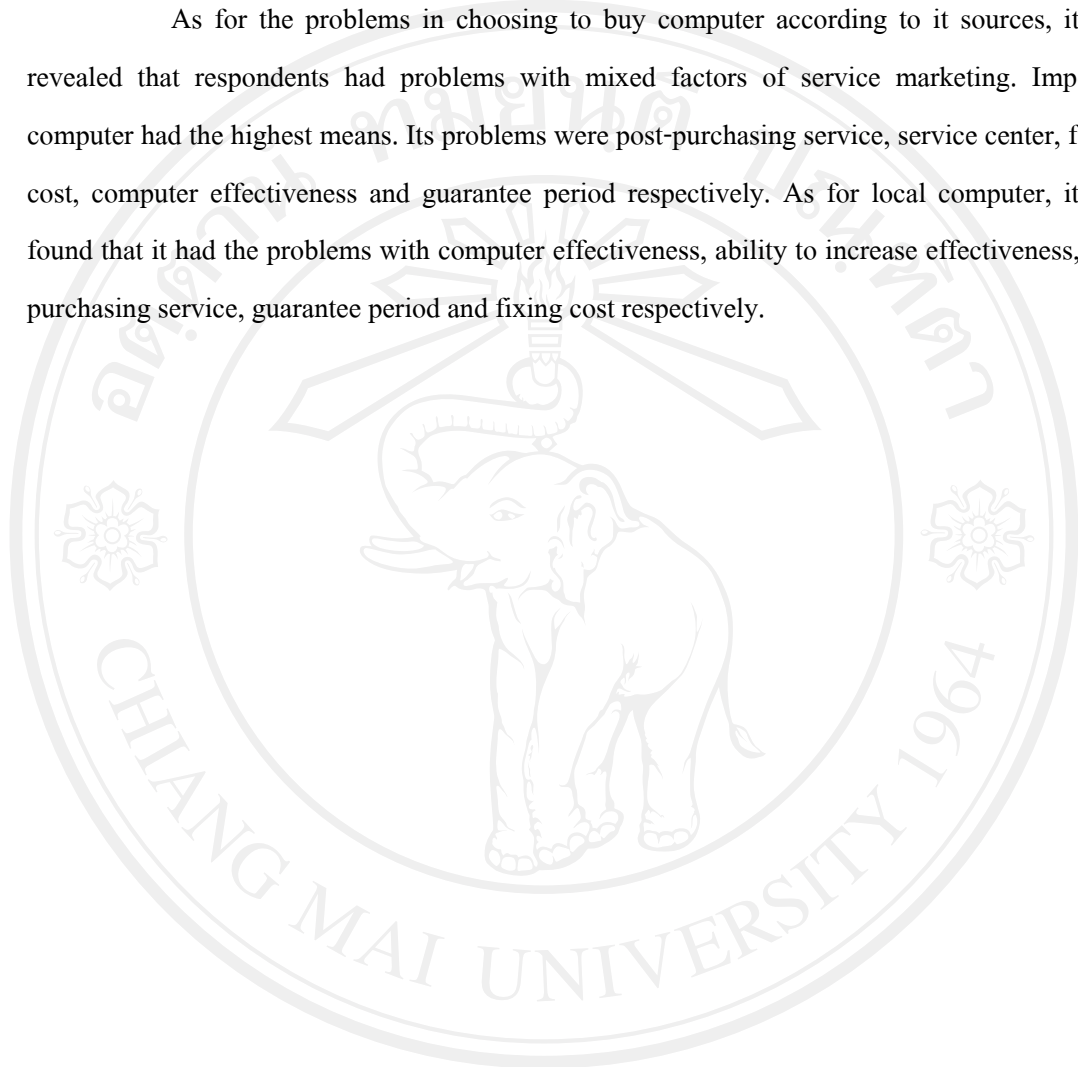 As for the problems in choosing to buy computer according to it sources, it
revealed that respondents had problems with mixed factors of service marketing. Imp
computer had the highest means. Its problems were post-purchasing service, service center, f
cost, computer effectiveness and guarantee period respectively. As for local computer, it
found that it had the problems with computer effectiveness, ability to increase effectiveness,
purchasing service, guarantee period and fixing cost respectively.
CHIANG MAI UNIVERSITY 1964